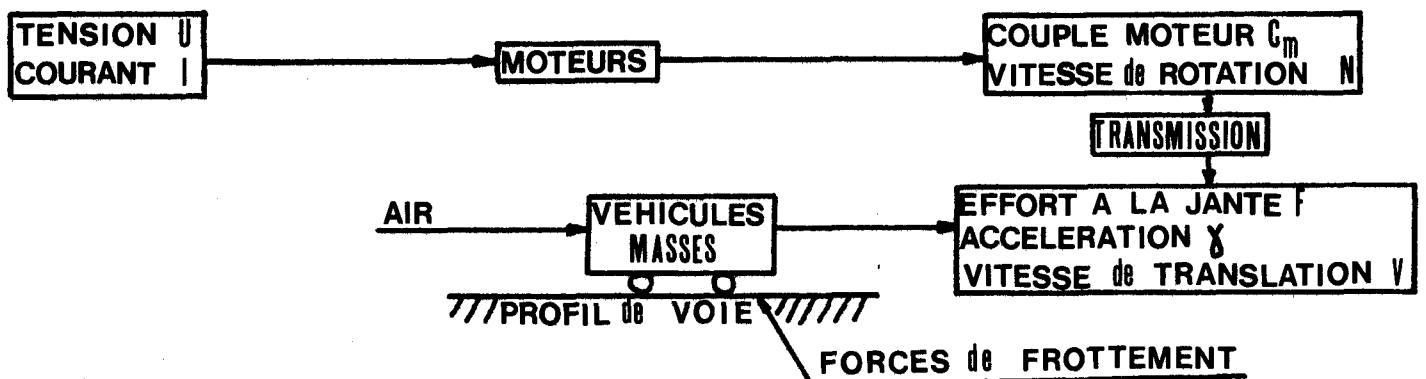 TENSION U
COURANT I
MOTEURS
COUPLE MOTEUR Cm
VITESSE de ROTATION N
TRANSMISSION
AIR
VEHICULES
MASSES
EFFORT A LA JANTE F
ACCELERATION γ
VITESSE de TRANSLATION V
PROFIL de VOIE
FORCES de FROTTEMENT